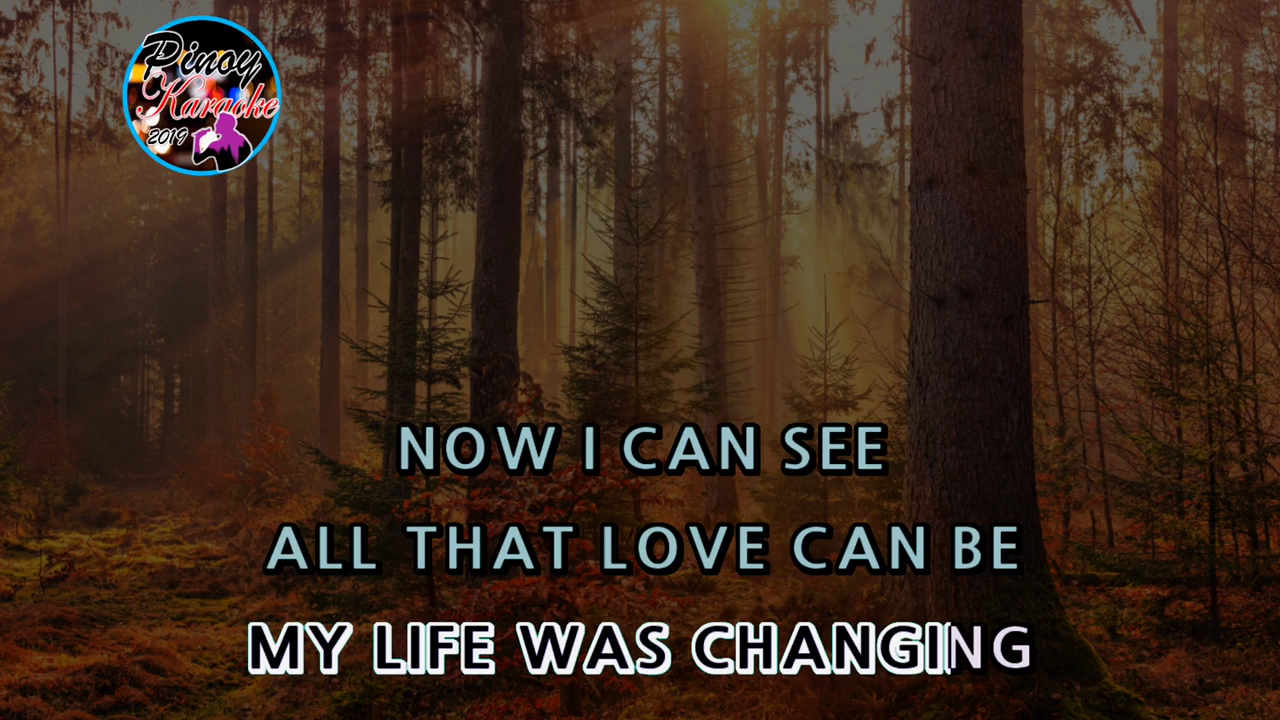 Pinoy
Karaoke
2019
NOW I CAN SEE
ALL THAT LOVE CAN BE
MY LIFE WAS CHANGING